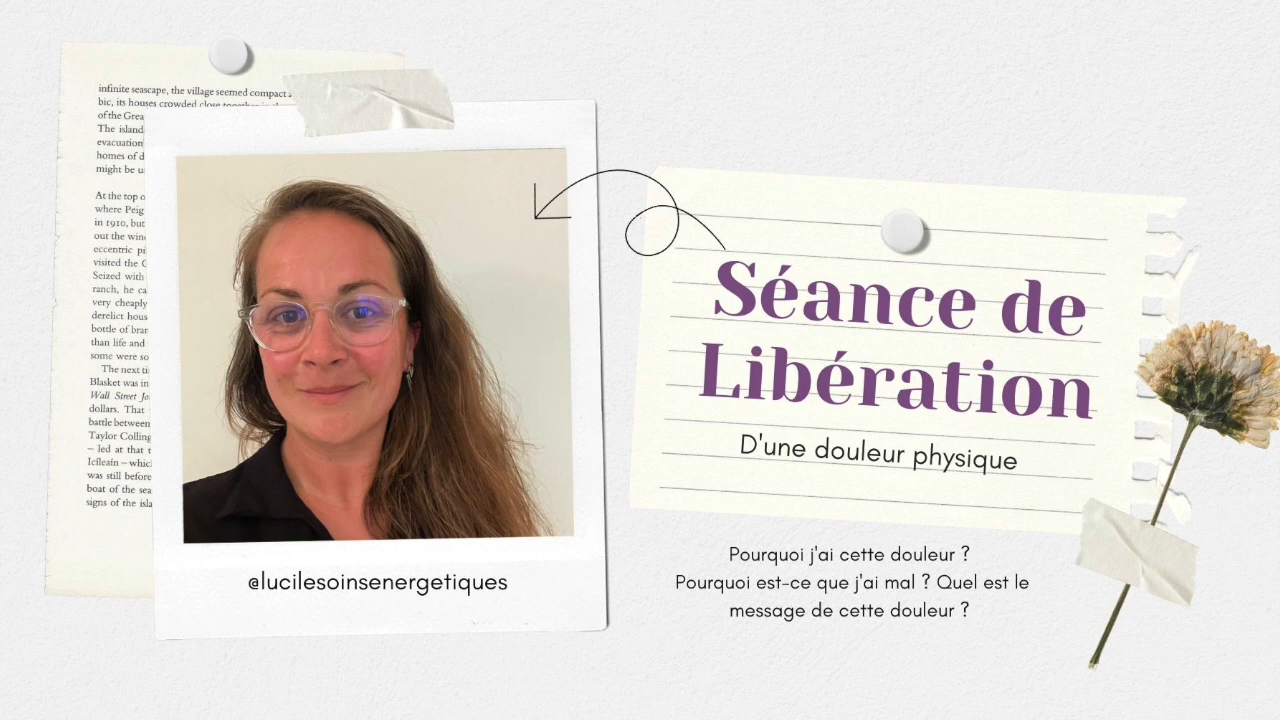 infinite seascape, the village seemed compact
bic, its houses crowded close together in the
of the Grea
The island
evacuation
homes of d
might be u
At the top o
where Peig
in 1910, but
out the win
eccentric pi
visited the G
Seized with
ranch, he ca
very cheaply
derelict hous
bottle of bran
than life and
some were so
The next ti
Blasket was in
Wall Street Jo
dollars. That
battle between
Taylor Colling
– led at that t
Icfleáin – which
was still before
boat of the sea
signs of the isla
@lucilesoinsenergetiques
Séance de
Libération
D'une douleur physique
Pourquoi j'ai cette douleur ?
Pourquoi est-ce que j'ai mal ? Quel est le
message de cette douleur ?